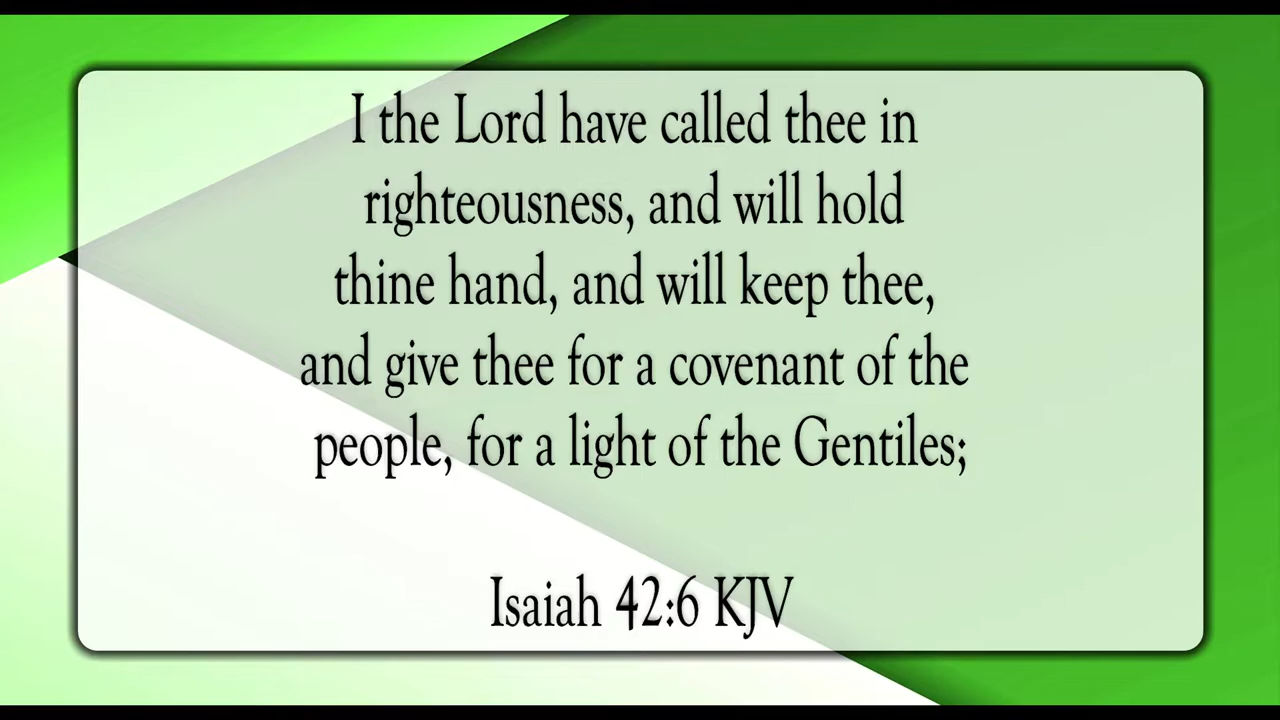 I the Lord have called thee in
righteousness, and will hold
thine hand, and will keep thee,
and give thee for a covenant of the
people, for a light of the Gentiles;
Isaiah 42:6 KJV